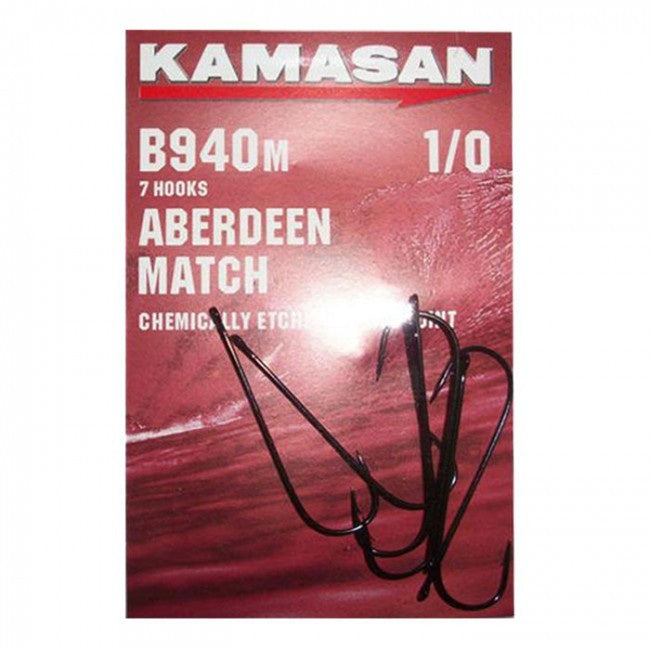 KAMASAN
B940M 1/0
7 HOOKS
ABERDEEN
MATCH
CHEMICALLY